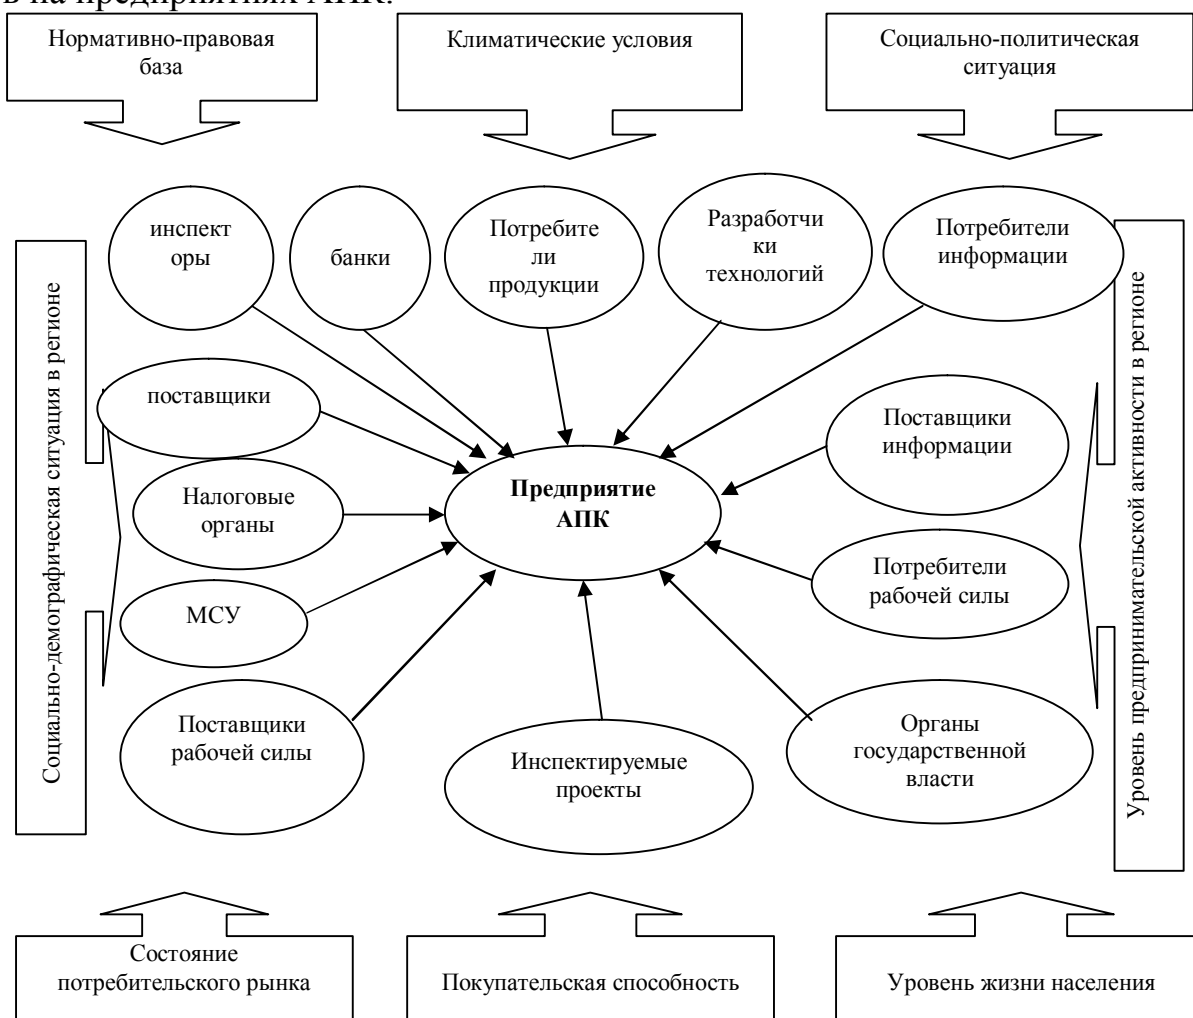 в на предприятиях АПК.
Нормативно-правовая
база
Климатические условия
Социально-политическая
ситуация
инспект
оры
банки
Потребите
ли
продукции
Разработчи
ки
технологий
Потребители
информации
Социально-демографическая ситуация в регионе
Уровень предпринимательской активности в регионе
поставщики
Поставщики
информации
Налоговые
органы
Предприятие
АПК
Потребители
рабочей силы
МСУ
Поставщики
рабочей силы
Инспектируемые
проекты
Органы
государственной
власти
Состояние
потребительского рынка
Покупательская способность
Уровень жизни населения